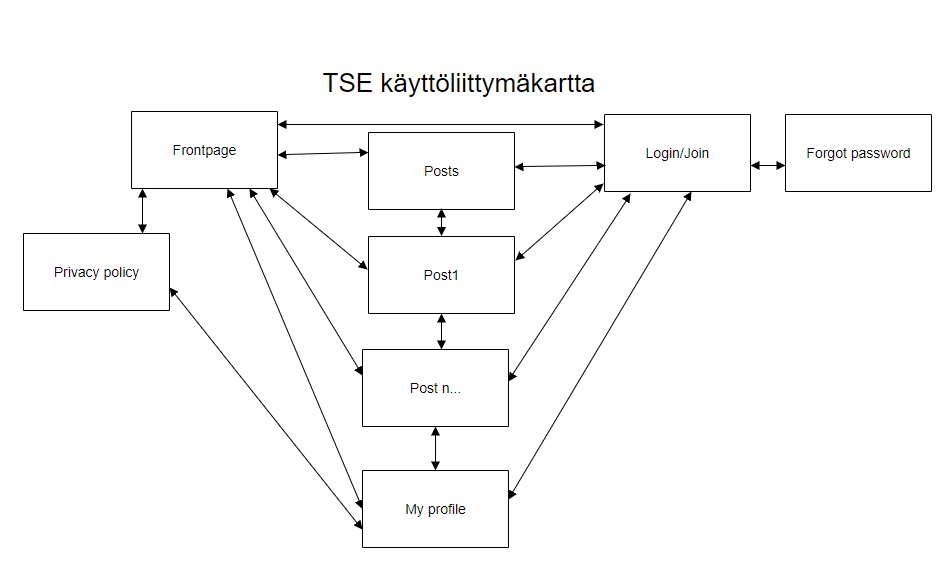 TSE käyttöliittymäkartta
Frontpage
Posts
Login/Join
Forgot password
Privacy policy
Post1
Post n...
My profile